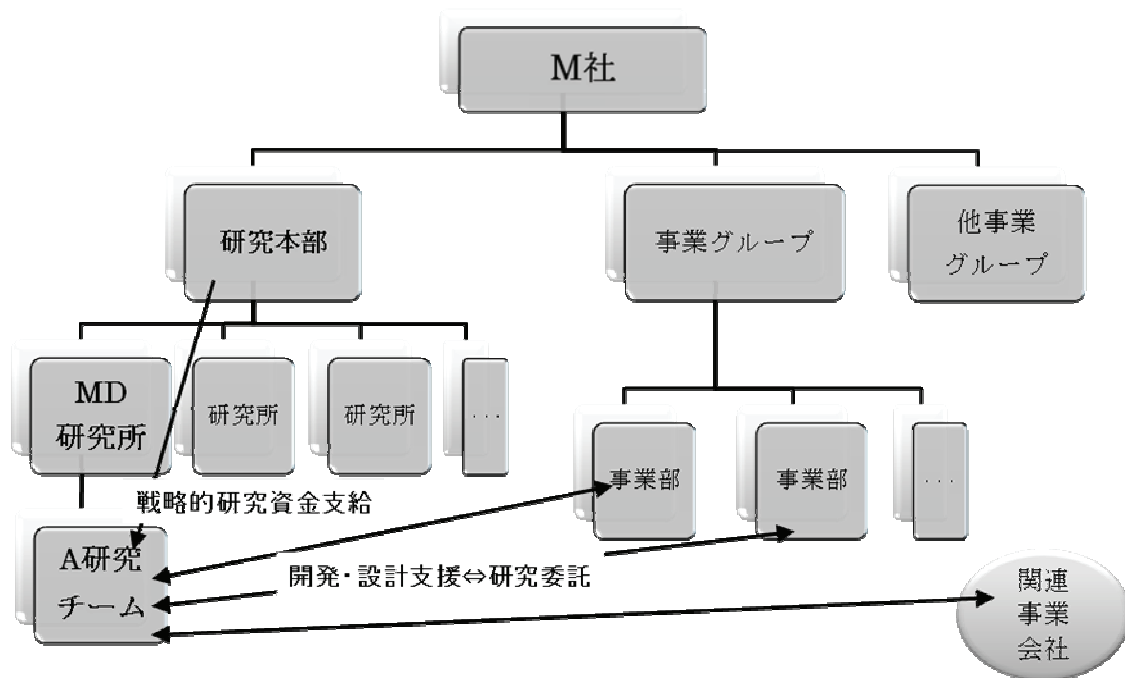 M社
研究本部
事業グループ
他事業
グループ
MD
研究所
研究所
研究所
...
事業部
事業部
...
戦略的研究資金支給
A研究
チーム
開発・設計支援⇔研究委託
関連
事業
会社